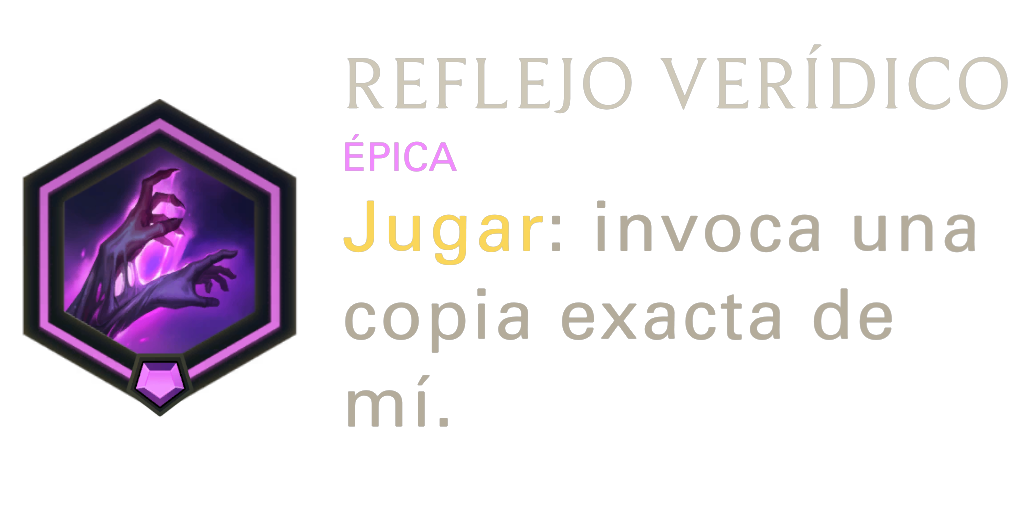 REFLEJO VERÍDICO
ÉPICA
Jugar: invoca una
copia exacta de
mí.